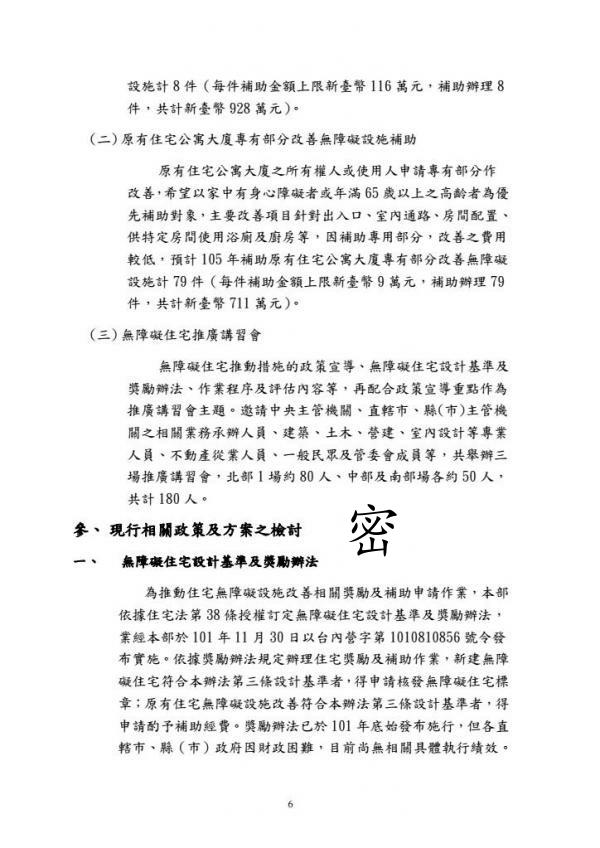 設施計 8 件（每件補助金額上限新臺幣 116 萬元，補助辦理 8
件，共計新臺幣 928 萬元）。
（二）原有住宅公寓大廈專有部分改善無障礙設施補助
原有住宅公寓大廈之所有權人或使用人申請專有部分作
改善，希望以家中有身心障礙者或年滿 65 歲以上之高齡者為優
先補助對象，主要改善項目針對出入口、室內通路、房間配置、
供特定房間使用浴廁及廚房等，因補助專用部分，改善之費用
較低，預計 105 年補助原有住宅公寓大廈專有部分改善無障礙
設施計 79 件（每件補助金額上限新臺幣 9 萬元，補助辦理 79
件，共計新臺幣 711 萬元）。
（三）無障礙住宅推廣講習會
無障礙住宅推動措施的政策宣導、無障礙住宅設計基準及
獎勵辦法、作業程序及評估內容等，再配合政策宣導重點作為
推廣講習會主題。邀請中央主管機關、直轄市、縣(市)主管機
關之相關業務承辦人員、建築、土木、營建、室內設計等專業
人員、不動產從業人員、一般民眾及管委會成員等，共舉辦三
場推廣講習會，北部 1 場約 80 人、中部及南部場各約 50 人，
共計 180 人。
參、 現行相關政策及方案之檢討
密
一、 無障礙住宅設計基準及獎勵辦法
為推動住宅無障礙設施改善相關獎勵及補助申請作業，本部
依據住宅法第 38 條授權訂定無障礙住宅設計基準及獎勵辦法，
業經本部於 101 年 11 月 30 日以台內營字第 1010810856 號令發
布實施。依據獎勵辦法規定辦理住宅獎勵及補助作業，新建無障
礙住宅符合本辦法第三條設計基準者，得申請核發無障礙住宅標
章；原有住宅無障礙設施改善符合本辦法第三條設計基準者，得
申請酌予補助經費。獎勵辦法已於 101 年底始發布施行，但各直
轄市、縣（市）政府因財政困難，目前尚無相關具體執行績效。
6